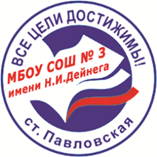 ВСЕ ЦЕЛИ ДОСТИЖИМЫ!
МБОУ СОШ № 3
имени Н.И.Дейнега
ст. Павловская